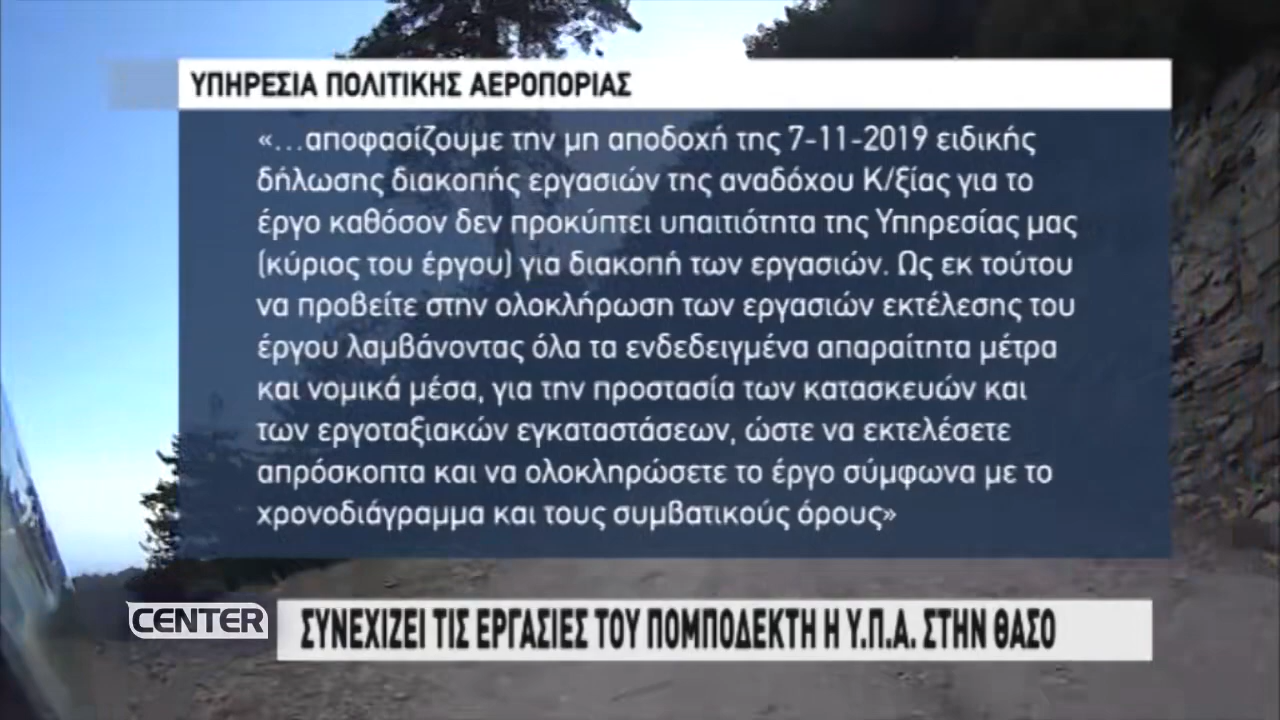 ΥΠΗΡΕΣΙΑ ΠΟΛΙΤΙΚΗΣ ΑΕΡΟΠΟΡΙΑΣ
«...αποφασίζουμε την μη αποδοχή της 7-11-2019 ειδικής
δήλωσης διακοπής εργασιών της αναδόχου Κ/ξίας για το
έργο καθόσον δεν προκύπτει υπαιτιότητα της Υπηρεσίας μας
(κύριος του έργου) για διακοπή των εργασιών. Ως εκ τούτου
να προβείτε στην ολοκλήρωση των εργασιών εκτέλεσης του
έργου λαμβάνοντας όλα τα ενδεδειγμένα απαραίτητα μέτρα
και νομικά μέσα, για την προστασία των κατασκευών και
των εργοταξιακών εγκαταστάσεων, ώστε να εκτελέσετε
απρόσκοπτα και να ολοκληρώσετε το έργο σύμφωνα με το
χρονοδιάγραμμα και τους συμβατικούς όρους»
CENTER
ΣΥΝΕΧΙΖΕΙ ΤΙΣ ΕΡΓΑΣΙΕΣ ΤΟΥ ΠΟΜΠΟΔΕΚΤΗ Η Υ.Π.Α. ΣΤΗΝ ΘΑΣΟ